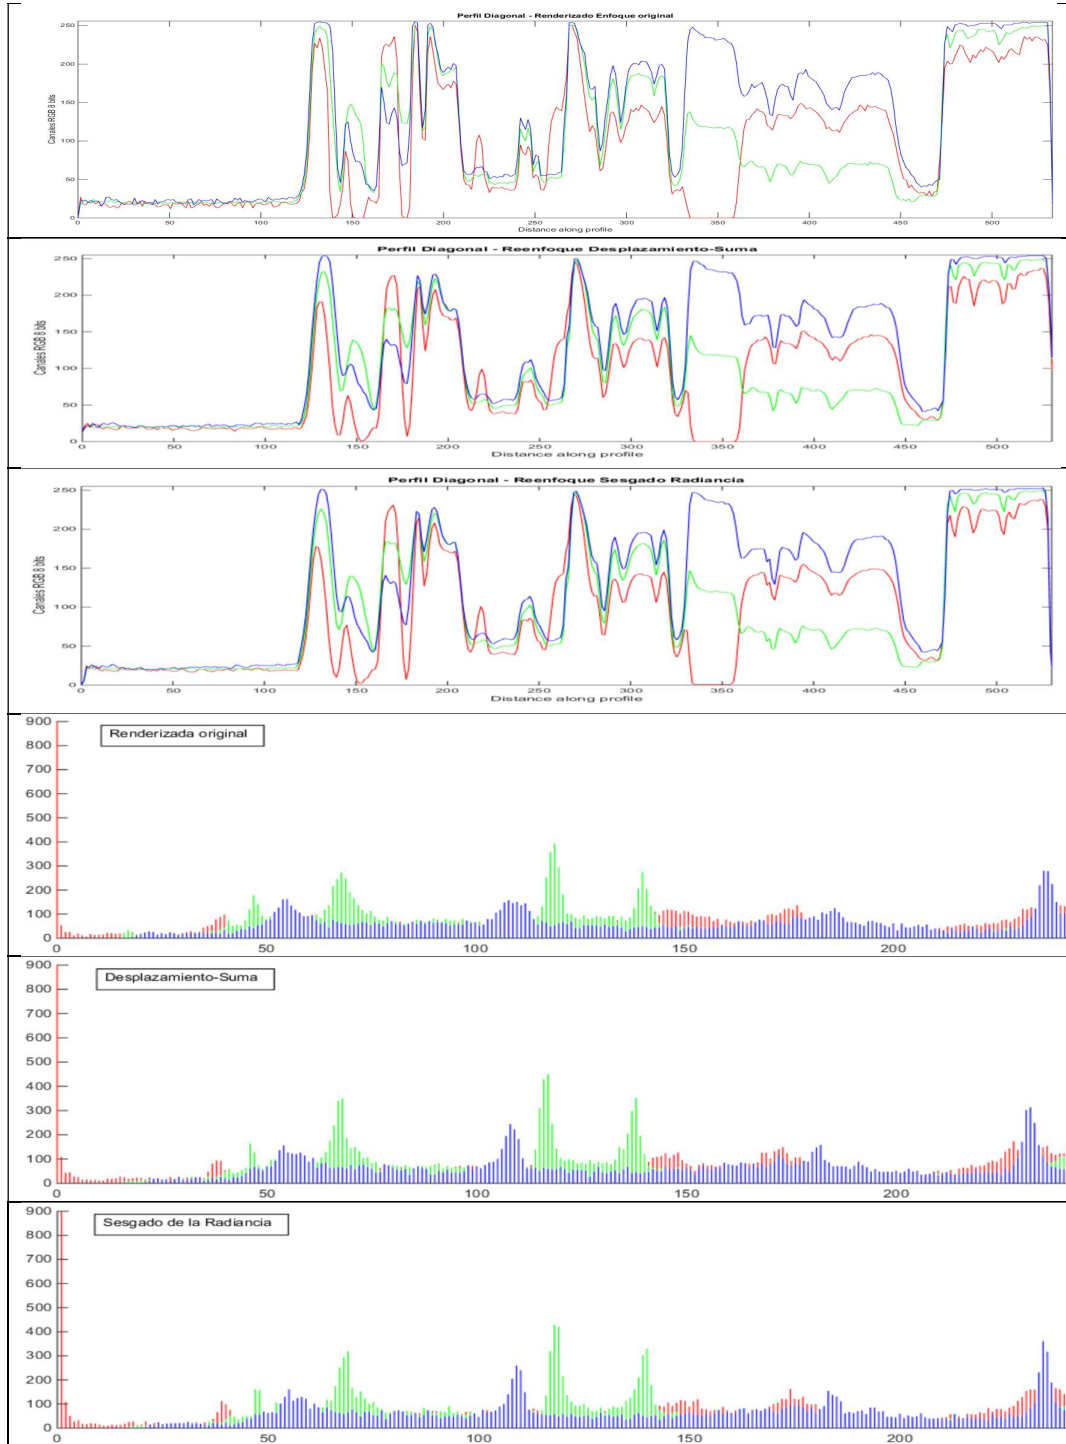 Perfil Diagonal - Renderizado Enfoque original
Canales RGB 8 bits
250
200
150
100
50
0
0 50 100 150 200 250 300 350 400 450 500
Distance along profile
Perfil Diagonal - Reenfoque Desplazamiento-Suma
Canales RGB 8 bits
250
200
150
100
50
0
0 50 100 150 200 250 300 350 400 450 500
Distance along profile
Perfil Diagonal - Reenfoque Sesgado Radiancia
Canales RGB 8 bits
250
200
150
100
50
0
0 50 100 150 200 250 300 350 400 450 500
Distance along profile
Renderizada original
900
800
700
600
500
400
300
200
100
0
0 50 100 150 200
Desplazamiento-Suma
900
800
700
600
500
400
300
200
100
0
0 50 100 150 200
Sesgado de la Radiancia
900
800
700
600
500
400
300
200
100
0
0 50 100 150 200